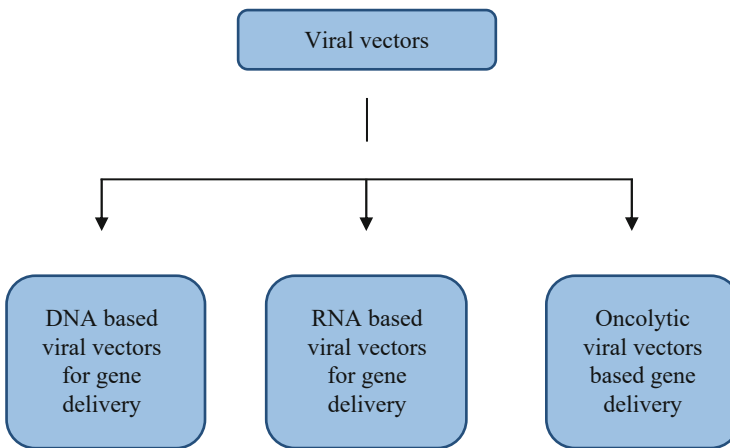 Viral vectors
DNA based
viral vectors
for gene
delivery
RNA based
viral vectors
for gene
delivery
Oncolytic
viral vectors
based gene
delivery